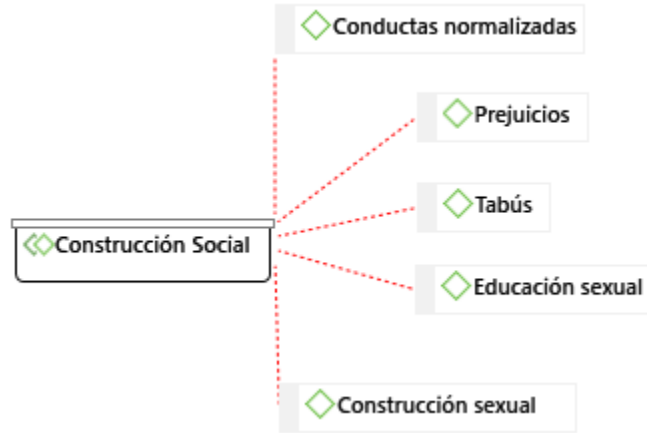 Conductas normalizadas
Prejuicios
Tabús
Construcción Social
Educación sexual
Construcción sexual